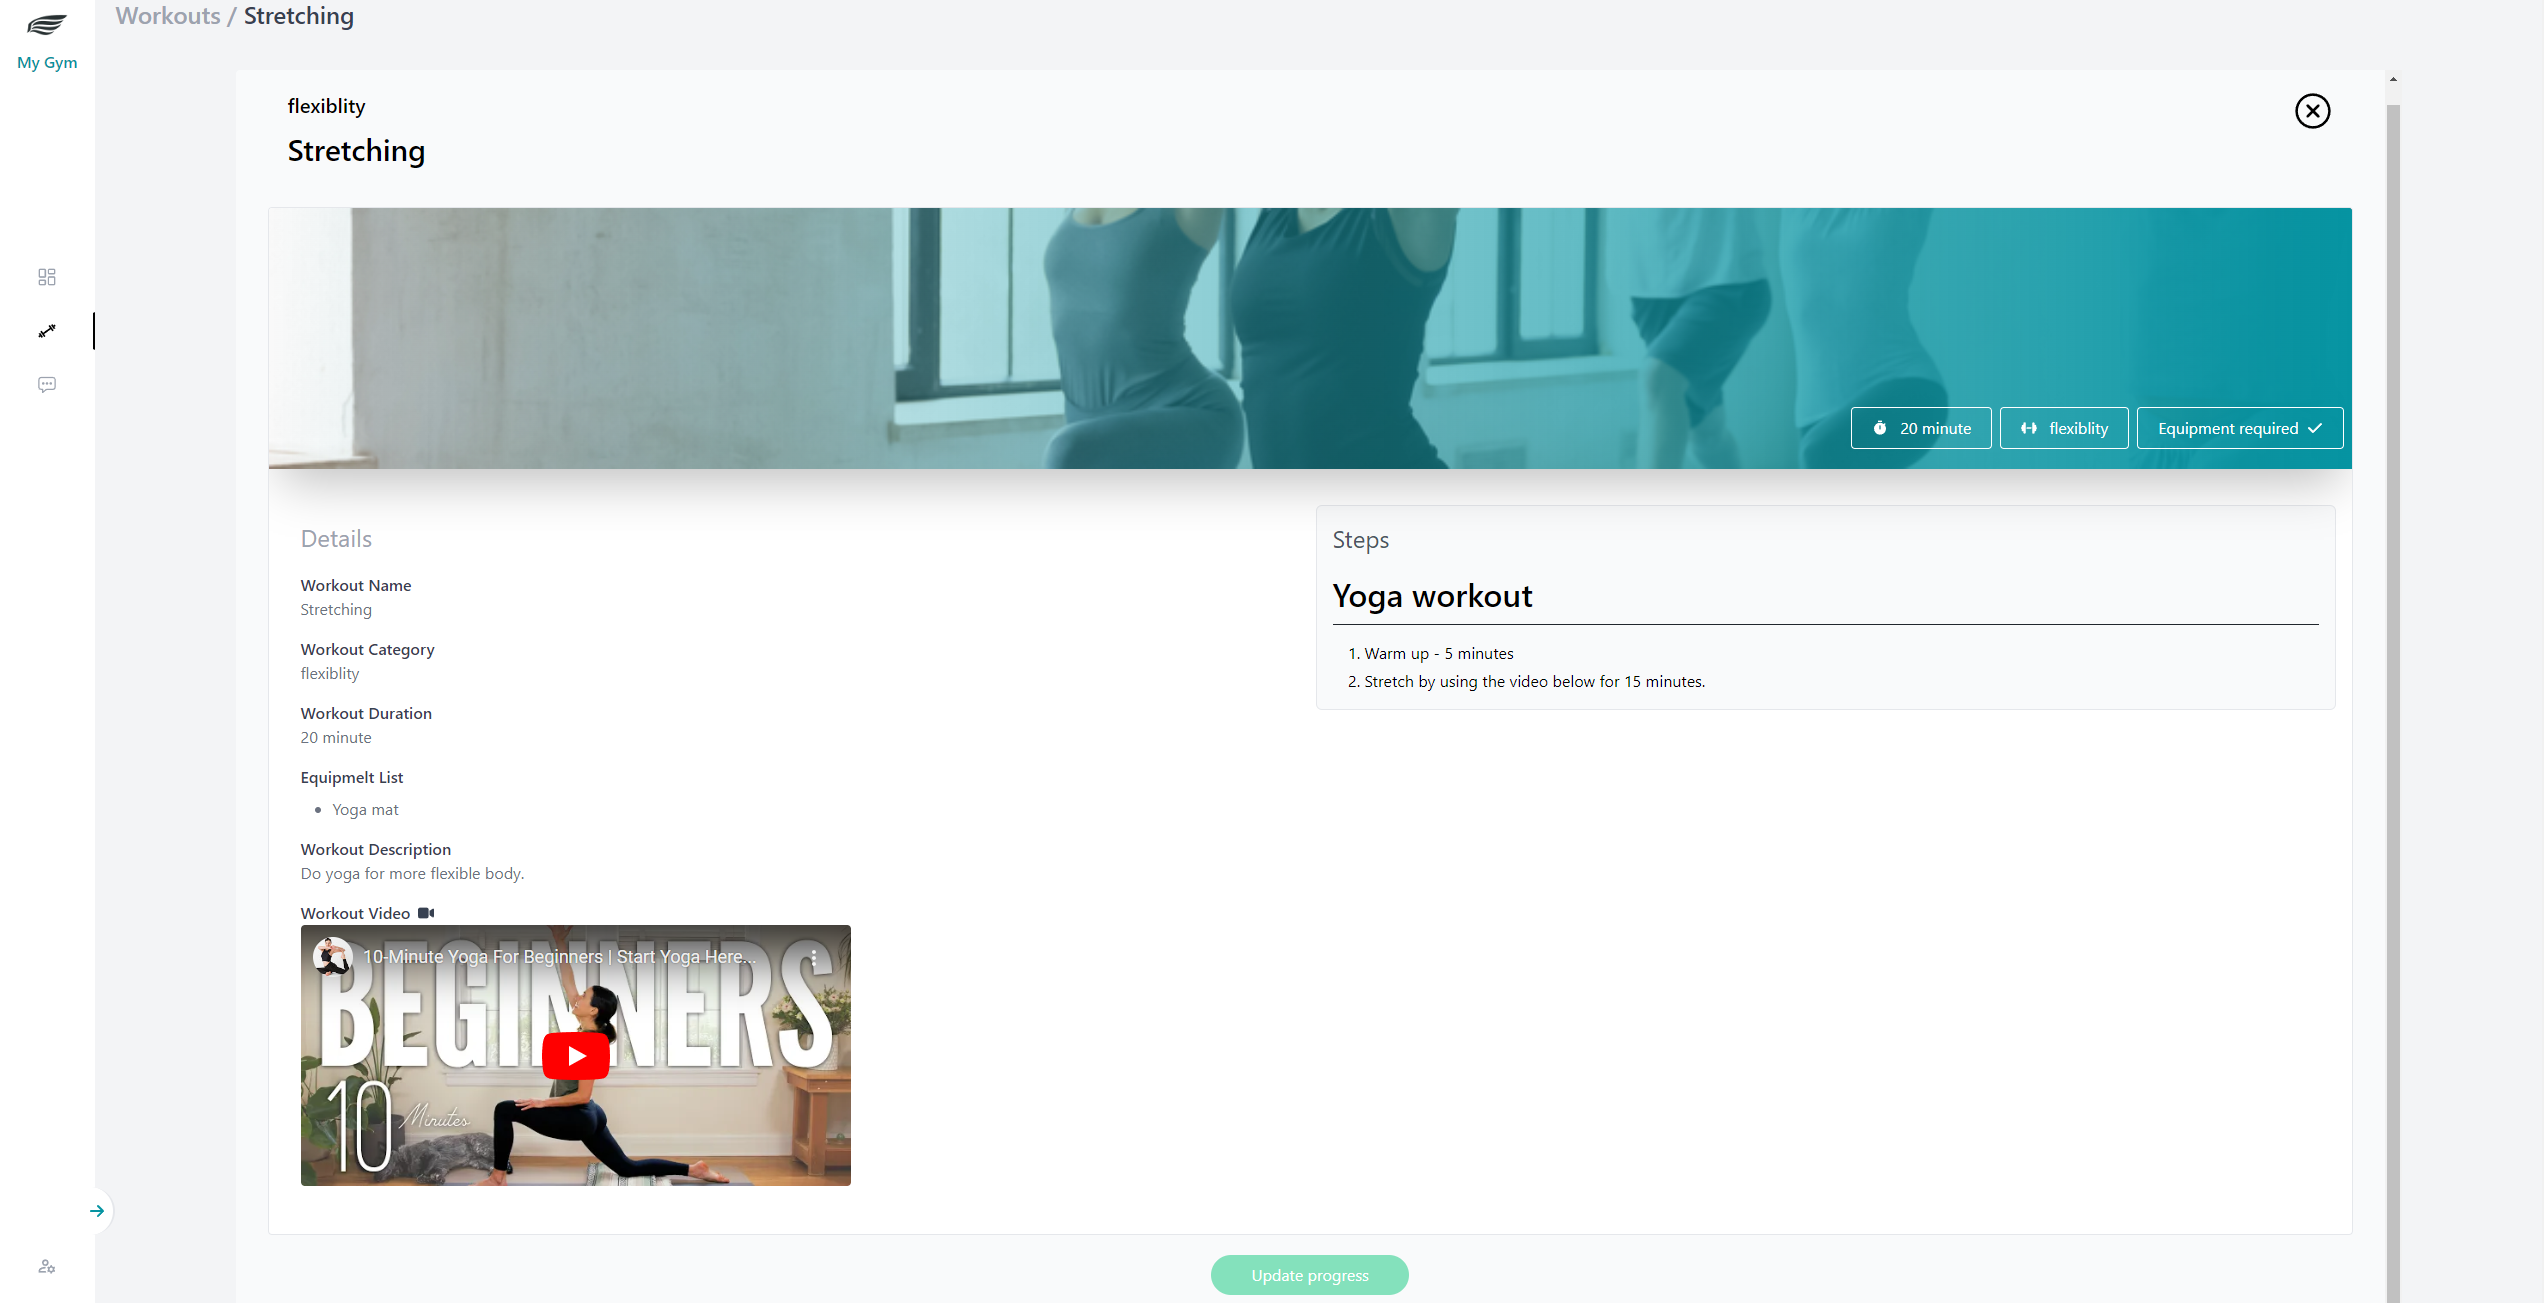 Workouts / Stretching
My Gym
flexiblity
Stretching
20 minute
flexiblity
Equipment required
Details
Workout Name
Stretching
Workout Category
flexiblity
Workout Duration
20 minute
Equipmelt List
Yoga mat
Workout Description
Do yoga for more flexible body.
Workout Video
10-Minute Yoga For Beginners | Start Yoga Here...
BEGINNERS
10 Minutes
Steps
Yoga workout
1. Warm up - 5 minutes
2. Stretch by using the video below for 15 minutes.
Update progress